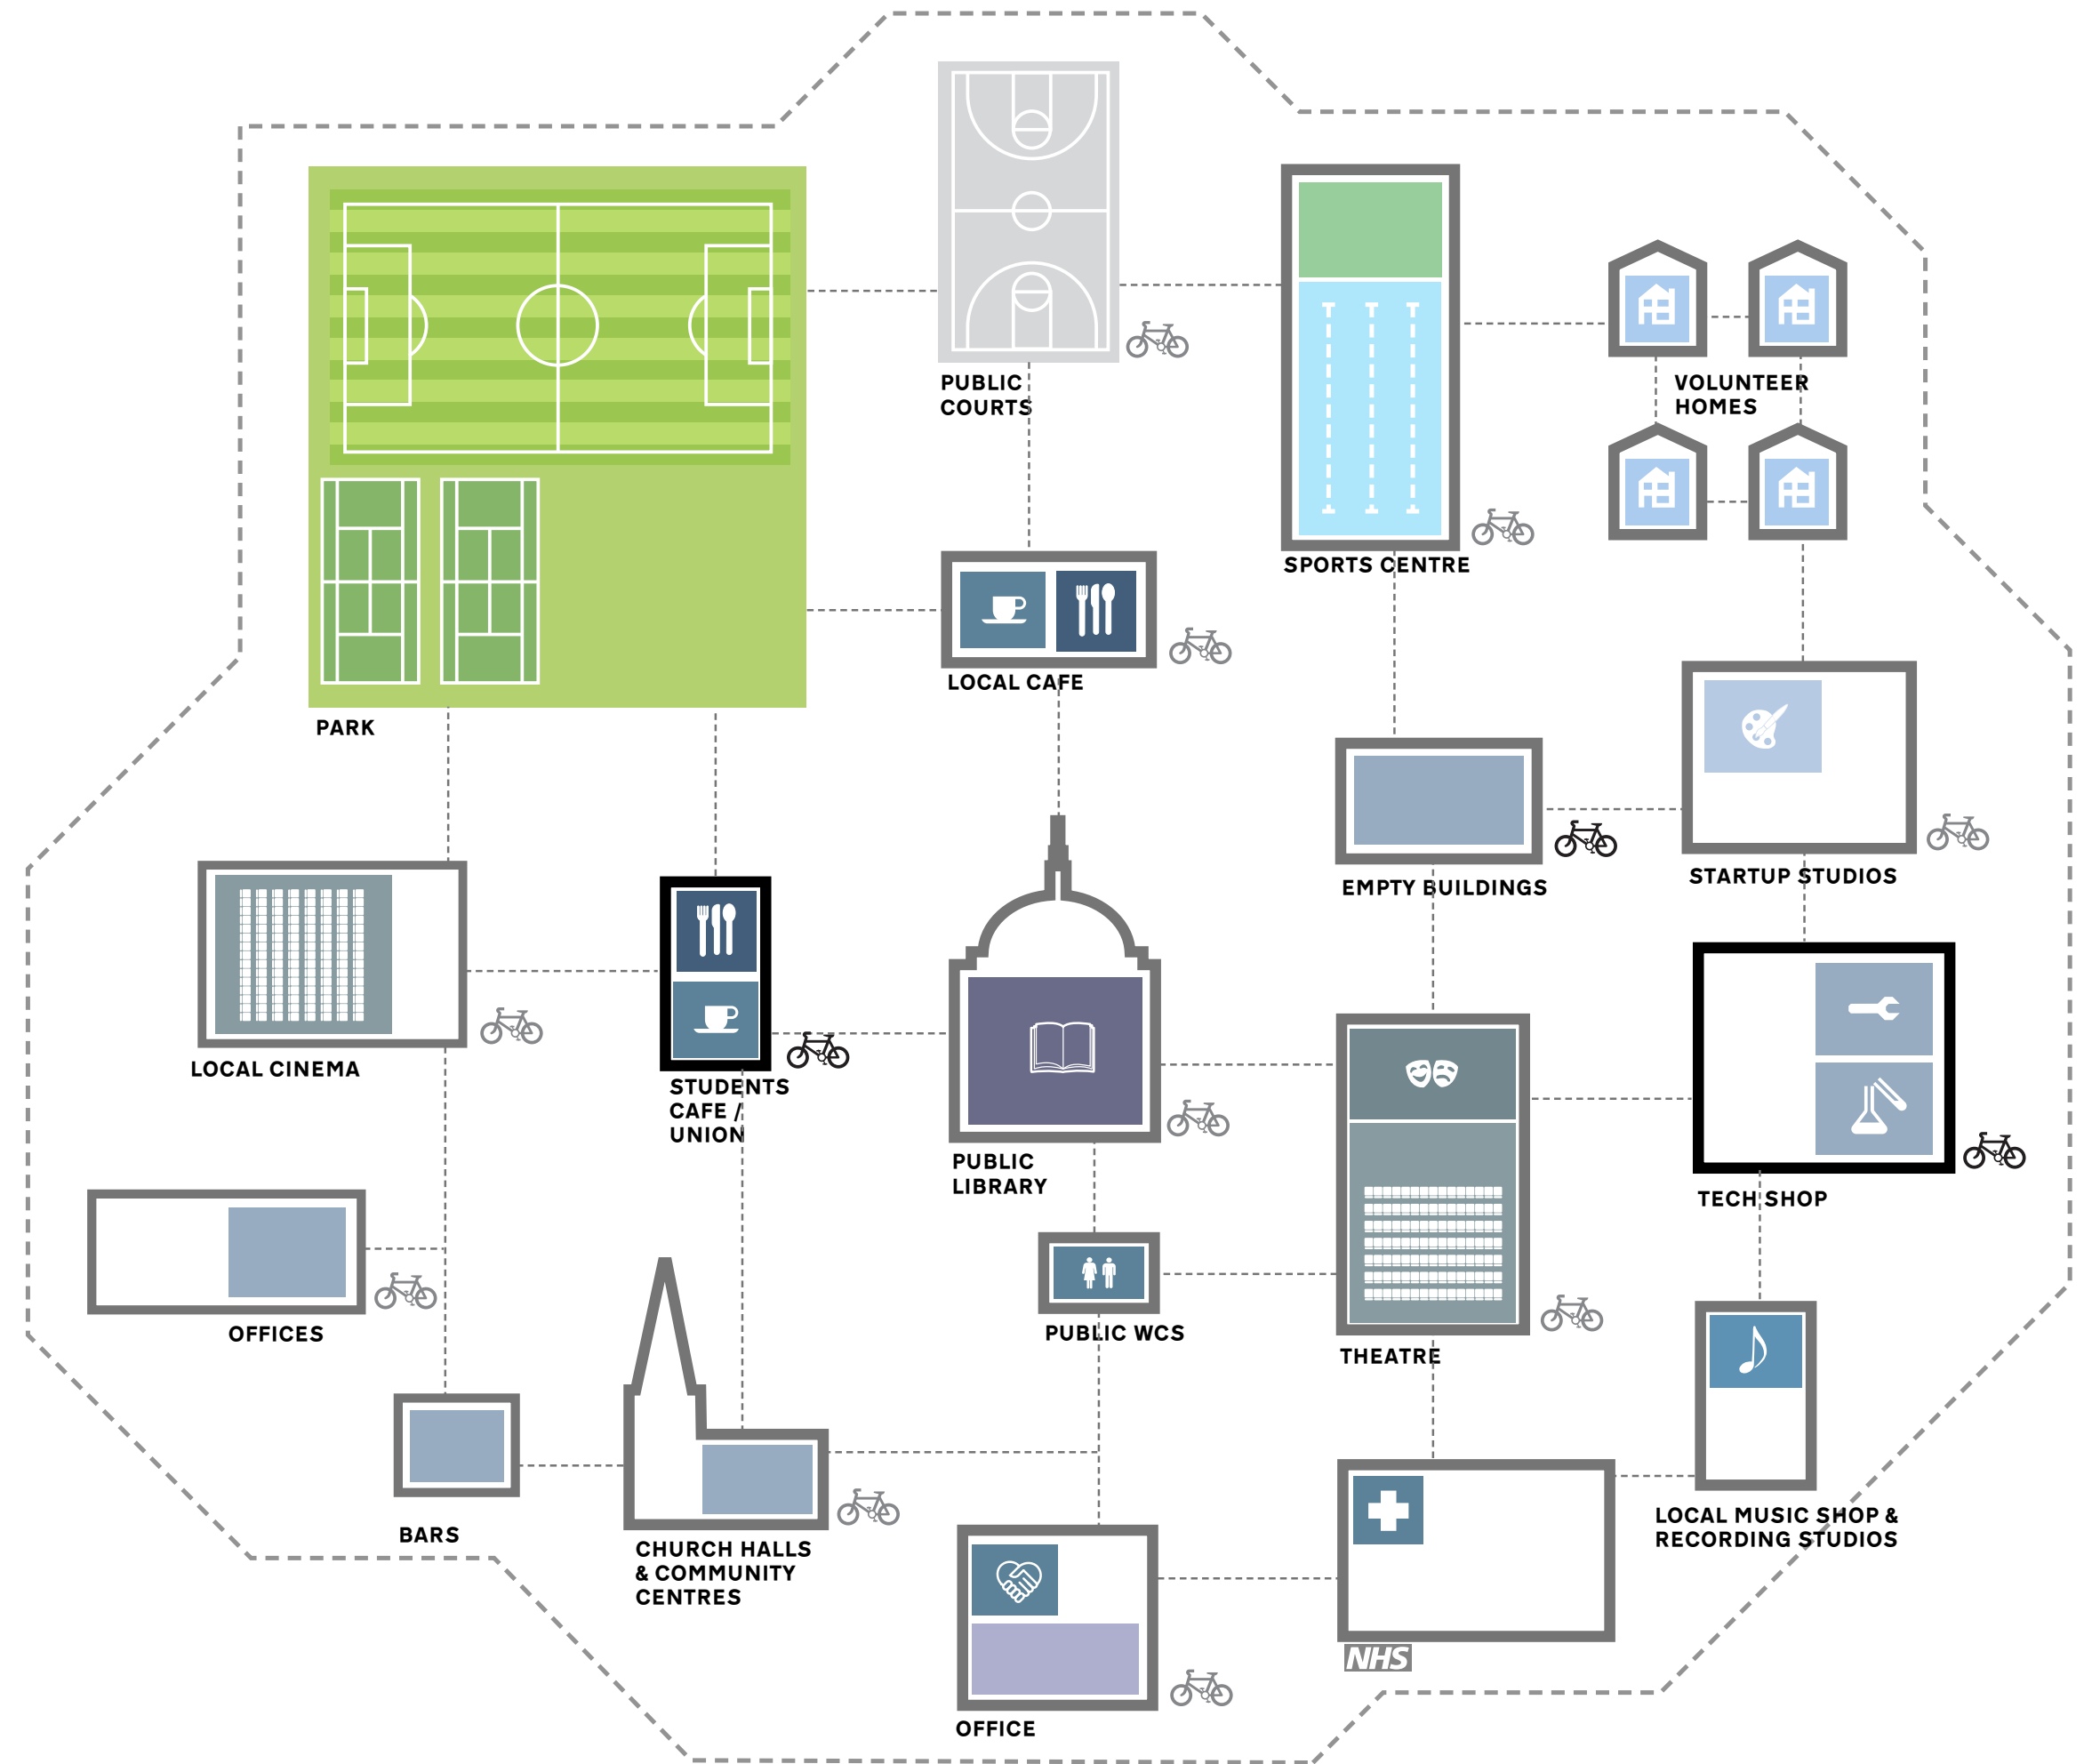 PUBLIC
COURTS
VOLUNTEER
HOMES
SPORTS CENTRE
LOCAL CAFE
PARK
EMPTY BUILDINGS
STARTUP STUDIOS
LOCAL CINEMA
STUDENTS
CAFE /
UNION
PUBLIC
LIBRARY
TECH SHOP
OFFICES
PUBLIC WCS
THEATRE
LOCAL MUSIC SHOP &
RECORDING STUDIOS
BARS
CHURCH HALLS
& COMMUNITY
CENTRES
NHS
OFFICE